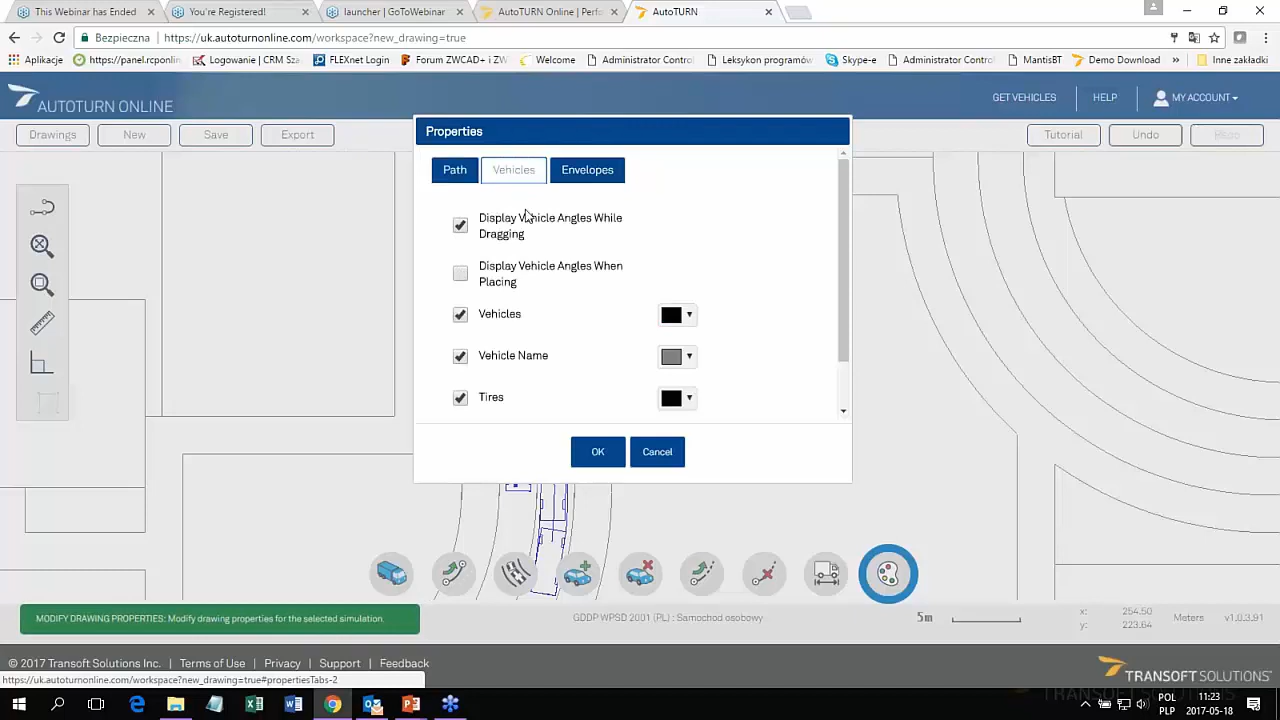 This Webinar has Ended
You're Registered!
launcher | GoToWebinar
AutoTURN Online | Perfo
AutoTURN
Bezpieczna
https://uk.autoturnonline.com/workspace?new_drawing=true
Aplikacje
https://panel.rcponlin
Logowanie | CRM Sza
FLEXnet Login
Forum ZWCAD+ i ZW
Welcome
Administrator Contro
Leksykon programów
Skype-e
Administrator Contro
MantisBT
Demo Download
»
Inne zakładki
AUTOTURN ONLINE
GET VEHICLES
HELP
MY ACCOUNT
Drawings
New
Save
Export
Tutorial
Undo
Redo
Properties
Path
Vehicles
Envelopes
Display Vehicle Angles While
Dragging
Display Vehicle Angles When
Placing
Vehicles
Vehicle Name
Tires
OK
Cancel
MODIFY DRAWING PROPERTIES: Modify drawing properties for the selected simulation.
GDDP WPSD 2001 (PL) : Samochod osobowy
5m
x: 254.50
y: 223.64
Meters
v1.0.3.91
© 2017 Transoft Solutions Inc. | Terms of Use | Privacy | Support | Feedback
https://uk.autoturnonline.com/workspace?new_drawing=true#propertiesTabs-2
TRANSOFT SOLUTIONS
POL
PLP
11:23
2017-05-18